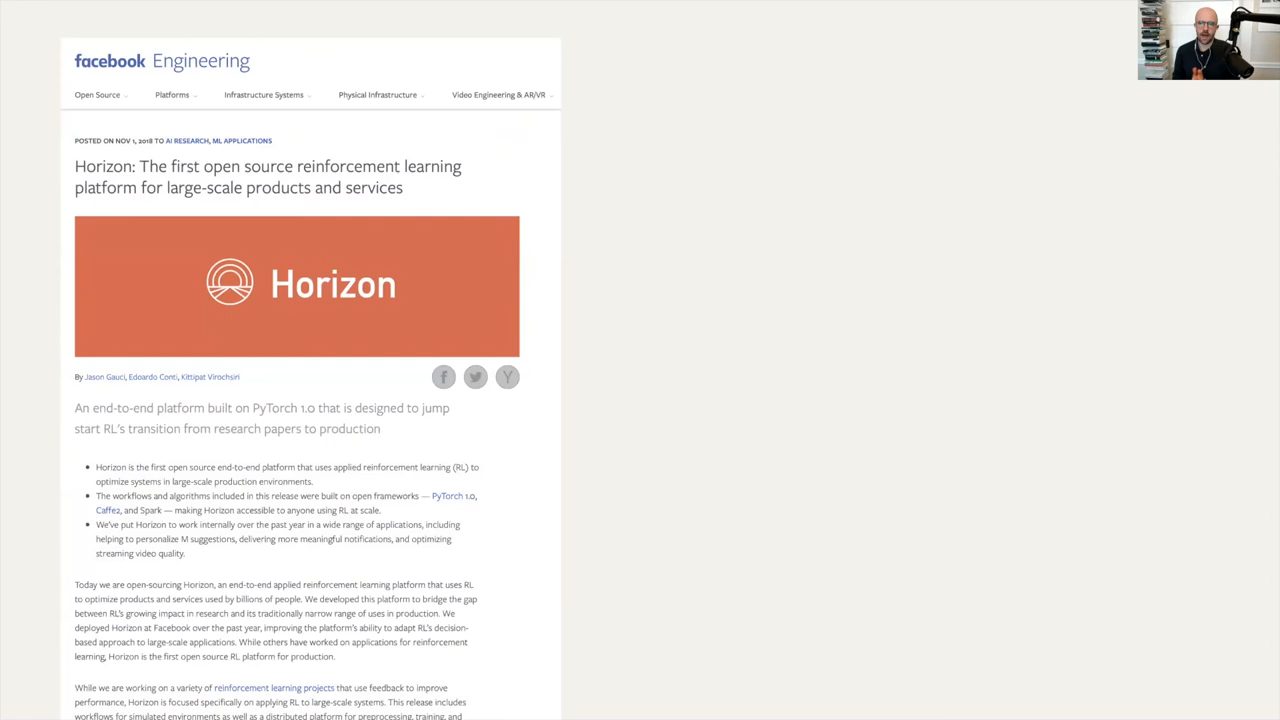 facebook Engineering
Open Source Platforms Infrastructure Systems Physical Infrastructure Video Engineering & AR/VR
POSTED ON NOV 1, 2018 TO AI RESEARCH, ML APPLICATIONS
Horizon: The first open source reinforcement learning
platform for large-scale products and services
Horizon
By Jason Gauci, Edoardo Conti, Kittipat Virochsiri
An end-to-end platform built on PyTorch 1.0 that is designed to jump
start RL's transition from research papers to production
• Horizon is the first open source end-to-end platform that uses applied reinforcement learning (RL) to
optimize systems in large-scale production environments.
• The workflows and algorithms included in this release were built on open frameworks — PyTorch 1.0,
Caffe2, and Spark — making Horizon accessible to anyone using RL at scale.
• We've put Horizon to work internally over the past year in a wide range of applications, including
helping to personalize M suggestions, delivering more meaningful notifications, and optimizing
streaming video quality.
Today we are open-sourcing Horizon, an end-to-end applied reinforcement learning platform that uses RL
to optimize products and services used by billions of people. We developed this platform to bridge the gap
between RL's growing impact in research and its traditionally narrow range of uses in production. We
deployed Horizon at Facebook over the past year, improving the platform's ability to adapt RL's decision-
based approach to large-scale applications. While others have worked on applications for reinforcement
learning, Horizon is the first open source RL platform for production.
While we are working on a variety of reinforcement learning projects that use feedback to improve
performance, Horizon is focused specifically on applying RL to large-scale systems. This release includes
workflows for simulated environments as well as a distributed platform for preprocessing, training, and